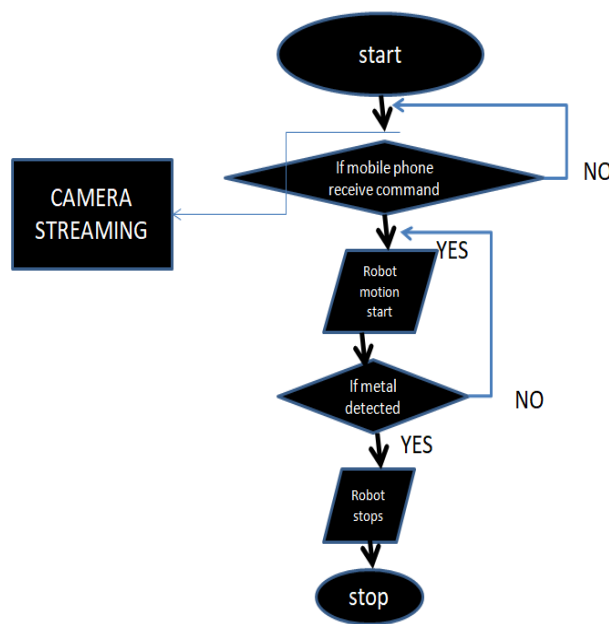 start
If mobile phone
receive command
NO
CAMERA
STREAMING
YES
Robot
motion
start
If metal
detected
NO
YES
Robot
stops
stop